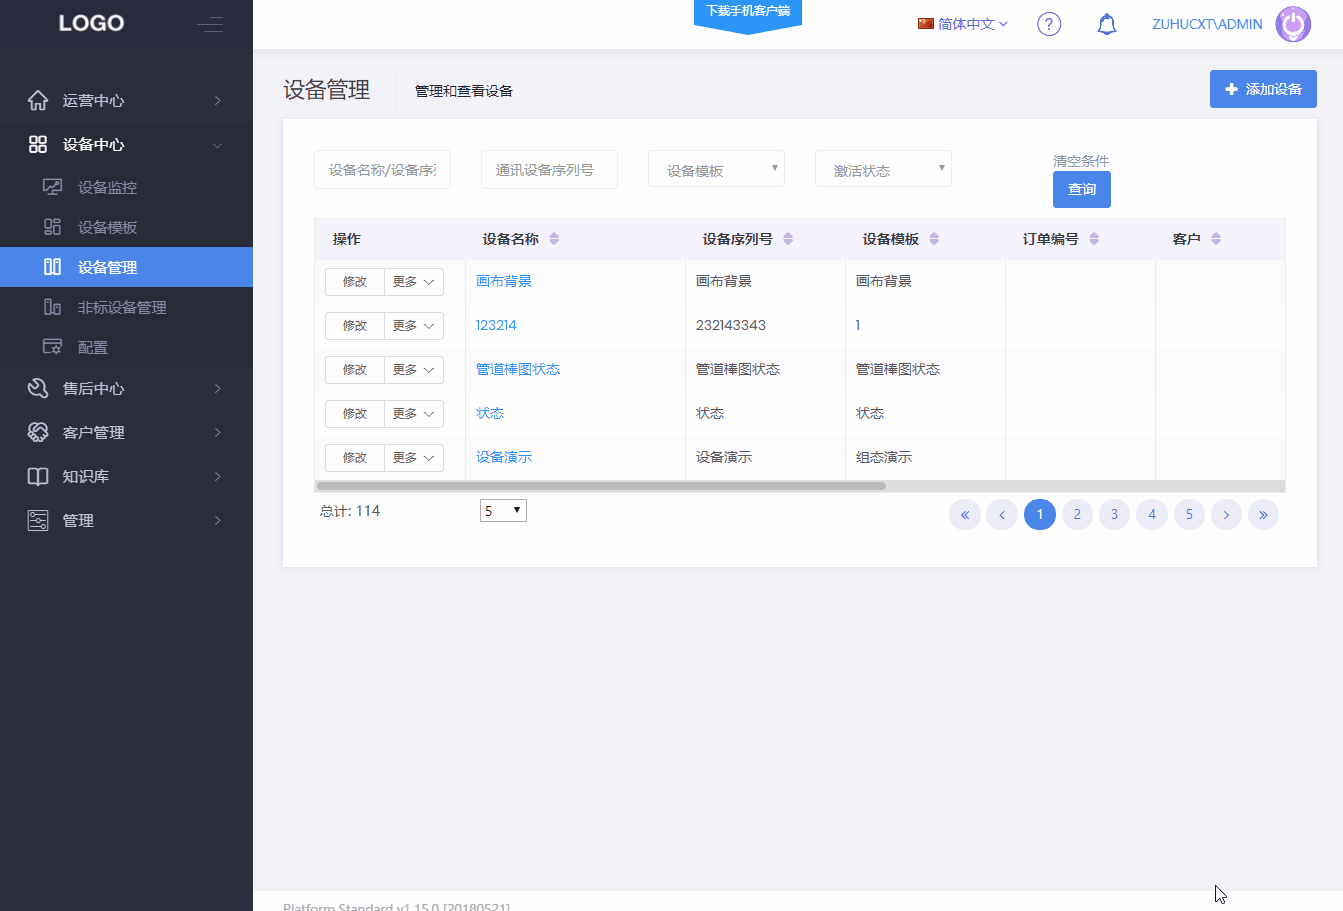 LOGO
下载手机客户端
简体中文
?
ZUHUCXT\ADMIN
运营中心
设备中心
设备监控
设备模板
设备管理
非标设备管理
配置
售后中心
客户管理
知识库
管理
设备管理
管理和查看设备
添加设备
设备名称/设备序
通讯设备序列号
设备模板
激活状态
清空条件
查询
操作 设备名称 设备序列号 设备模板 订单编号 客户
修改 更多 画布背景 画布背景 画布背景
修改 更多 123214 232143343 1
修改 更多 管道棒图状态 管道棒图状态 管道棒图状态
修改 更多 状态 状态 状态
修改 更多 设备演示 设备演示 组态演示
总计: 114
5
« ‹ 1 2 3 4 5 › »
Platform Standard v1.15.0 [20180521]